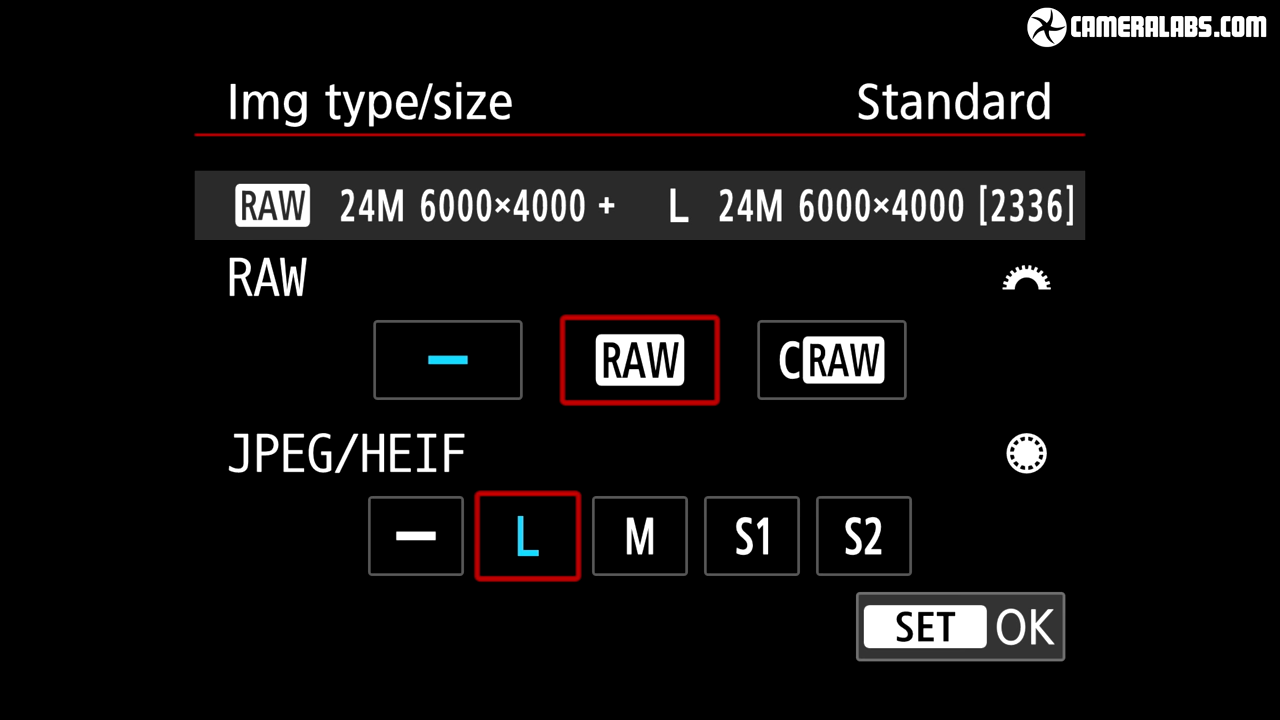 CAMERALABS.COM
Img type/size Standard
RAW 24M 6000×4000 + L 24M 6000×4000 [2336]
RAW
– RAW CRAW
JPEG/HEIF
– L M S1 S2
SET OK